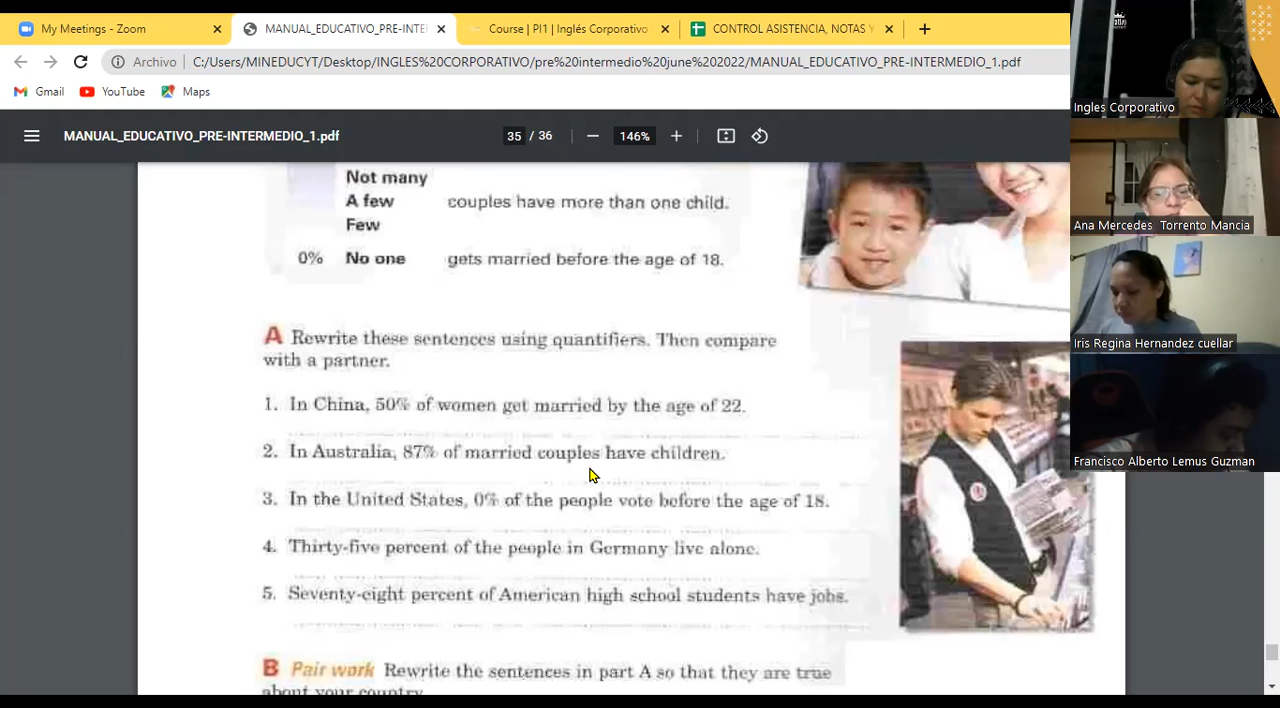 My Meetings - Zoom
MANUAL_EDUCATIVO_PRE-INTER
Course | PI1 | Inglés Corporativo
CONTROL ASISTENCIA, NOTAS Y
Archivo
C:/Users/MINEDUCYT/Desktop/INGLES%20CORPORATIVO/pre%20intermedio%20june%202022/MANUAL_EDUCATIVO_PRE-INTERMEDIO_1.pdf
Gmail
YouTube
Maps
MANUAL_EDUCATIVO_PRE-INTERMEDIO_1.pdf
35 / 36
146%
Not many
A few
couples have more than one child.
Few
0% No one gets married before the age of 18.
A Rewrite these sentences using quantifiers. Then compare
with a partner.
1. In China, 50% of women get married by the age of 22.
2. In Australia, 87% of married couples have children.
3. In the United States, 0% of the people vote before the age of 18.
4. Thirty-five percent of the people in Germany live alone.
5. Seventy-eight percent of American high school students have jobs.
B Pair work Rewrite the sentences in part A so that they are true
about your country.
Ingles Corporativo
Ana Mercedes Torrento Mancia
Iris Regina Hernandez cuellar
Francisco Alberto Lemus Guzman